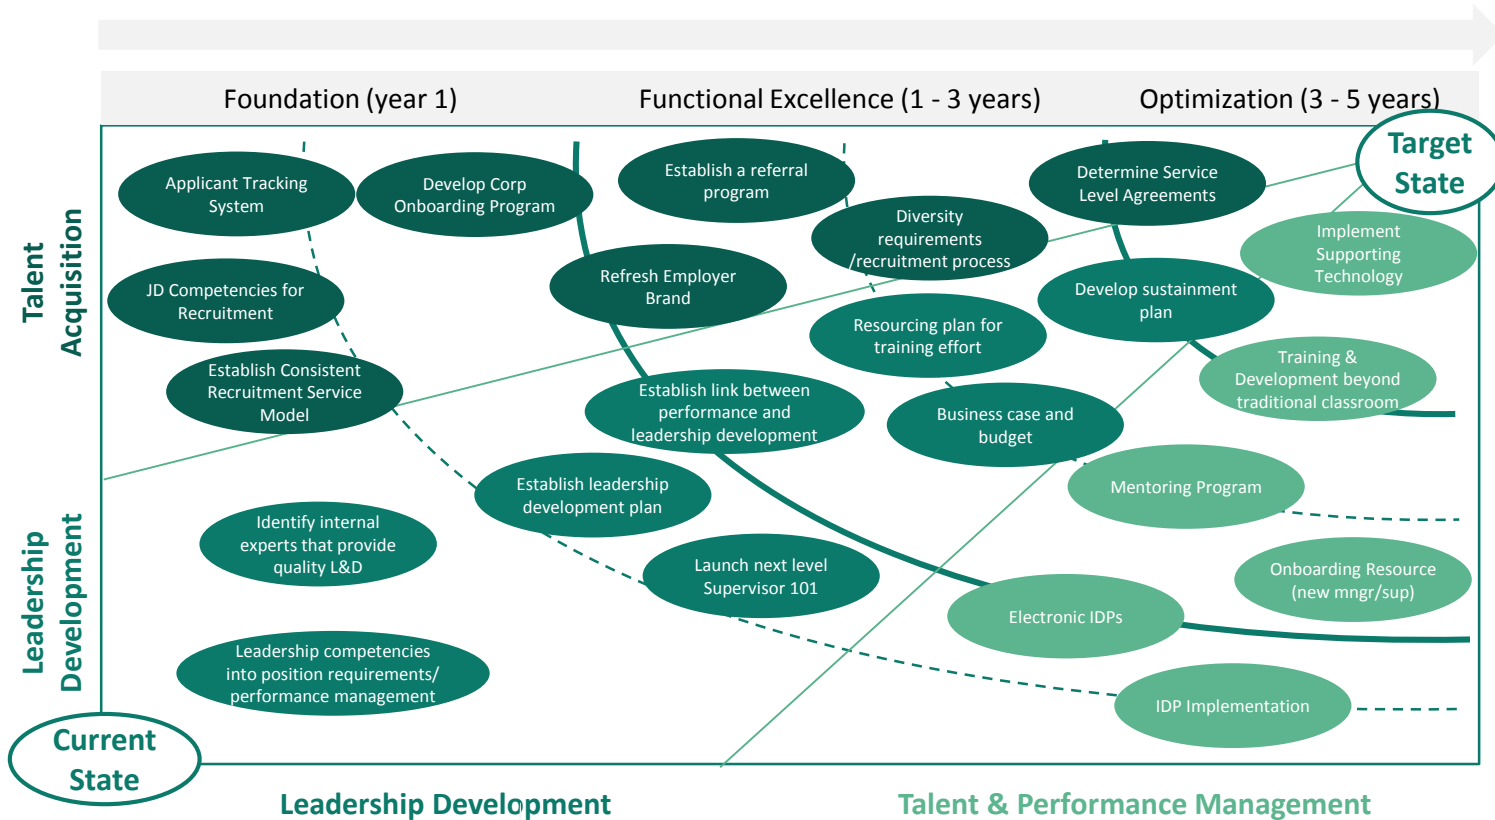 Foundation (year 1)
Functional Excellence (1 - 3 years)
Optimization (3 - 5 years)
Target
State
Talent
Acquisition
Leadership
Development
Applicant Tracking
System
Develop Corp
Onboarding Program
Establish a referral
program
Determine Service
Level Agreements
Diversity
requirements
/recruitment process
Implement
Supporting
Technology
JD Competencies for
Recruitment
Refresh Employer
Brand
Develop sustainment
plan
Resourcing plan for
training effort
Establish Consistent
Recruitment Service
Model
Establish link between
performance and
leadership development
Business case and
budget
Training &
Development beyond
traditional classroom
Establish leadership
development plan
Mentoring Program
Identify internal
experts that provide
quality L&D
Launch next level
Supervisor 101
Onboarding Resource
(new mngr/sup)
Electronic IDPs
Leadership competencies
into position requirements/
performance management
IDP Implementation
Current
State
Leadership Development
Talent & Performance Management